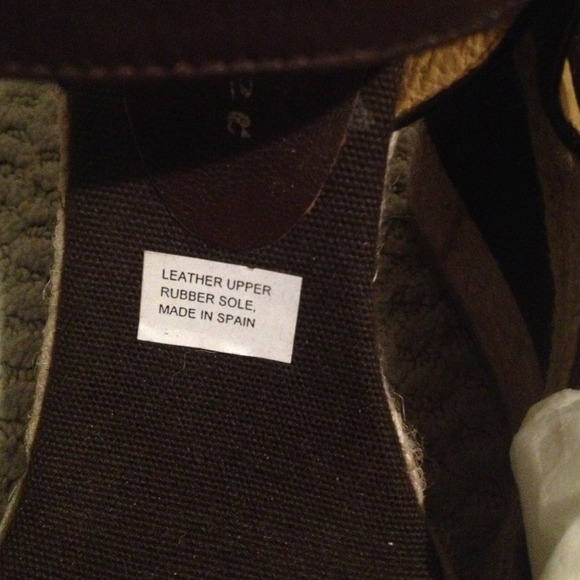 LEATHER UPPER
RUBBER SOLE,
MADE IN SPAIN